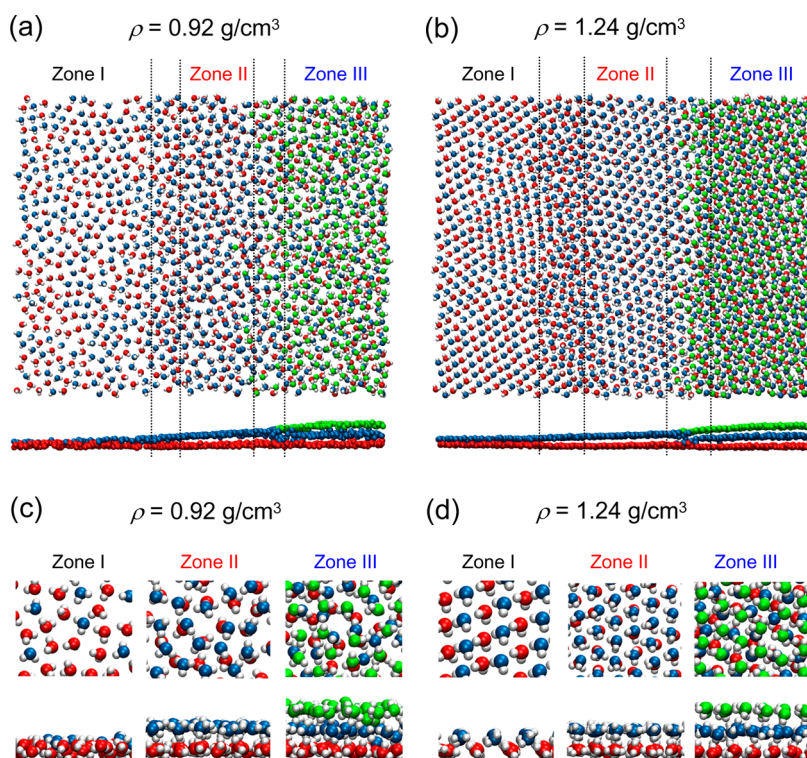 (a) ρ = 0.92 g/cm³
Zone I Zone II Zone III
(b) ρ = 1.24 g/cm³
Zone I Zone II Zone III
(c) ρ = 0.92 g/cm³
Zone I Zone II Zone III
(d) ρ = 1.24 g/cm³
Zone I Zone II Zone III